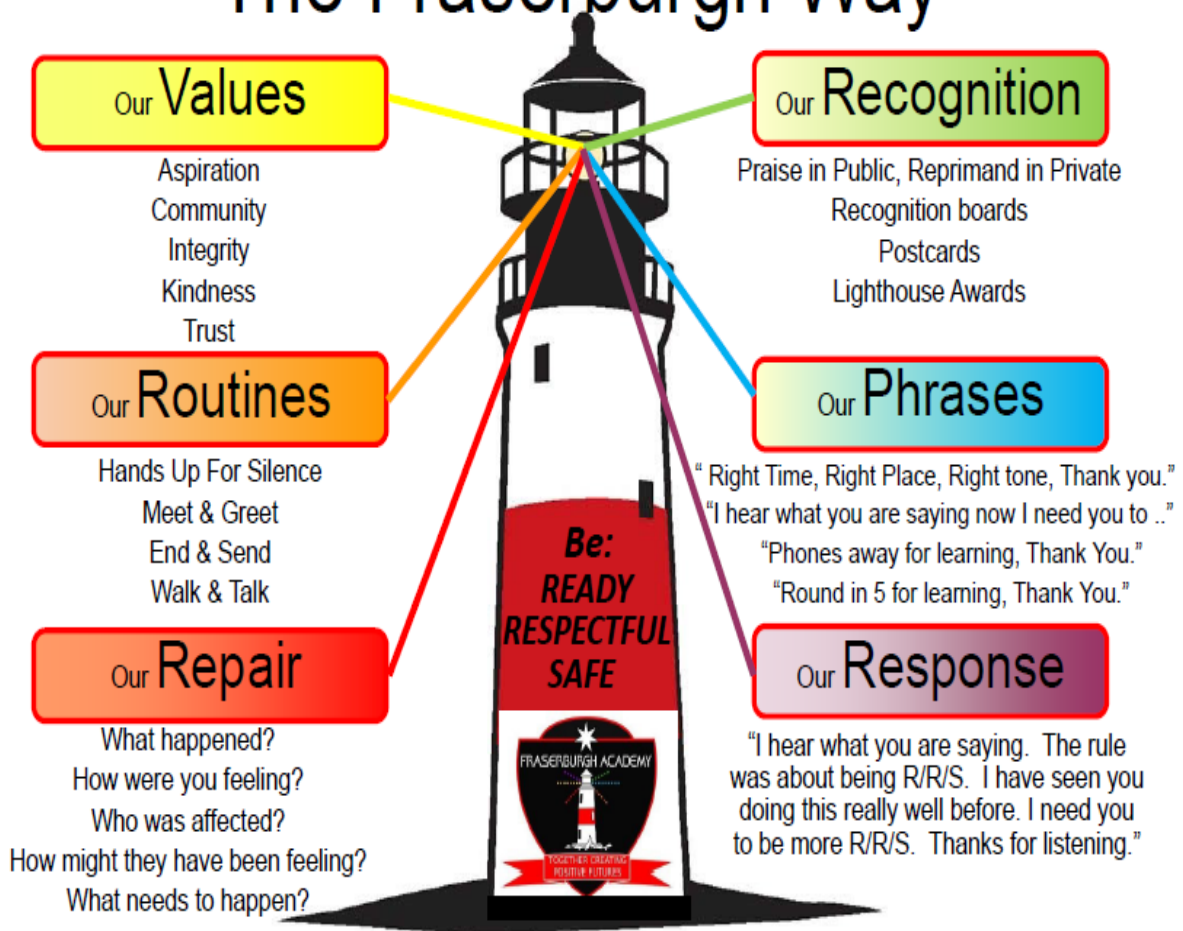 The Fraserburgh Way
Our Values
Aspiration
Community
Integrity
Kindness
Trust
Our Routines
Hands Up For Silence
Meet & Greet
End & Send
Walk & Talk
Our Repair
What happened?
How were you feeling?
Who was affected?
How might they have been feeling?
What needs to happen?
Be:
READY
RESPECTFUL
SAFE
FRASERBURGH ACADEMY
TOGETHER CREATING
POSITIVE FUTURES
Our Recognition
Praise in Public, Reprimand in Private
Recognition boards
Postcards
Lighthouse Awards
Our Phrases
“ Right Time, Right Place, Right tone, Thank you.”
“I hear what you are saying now I need you to ..”
“Phones away for learning, Thank You.”
“Round in 5 for learning, Thank You.”
Our Response
“I hear what you are saying.  The rule
was about being R/R/S.  I have seen you
doing this really well before. I need you
to be more R/R/S.  Thanks for listening.”